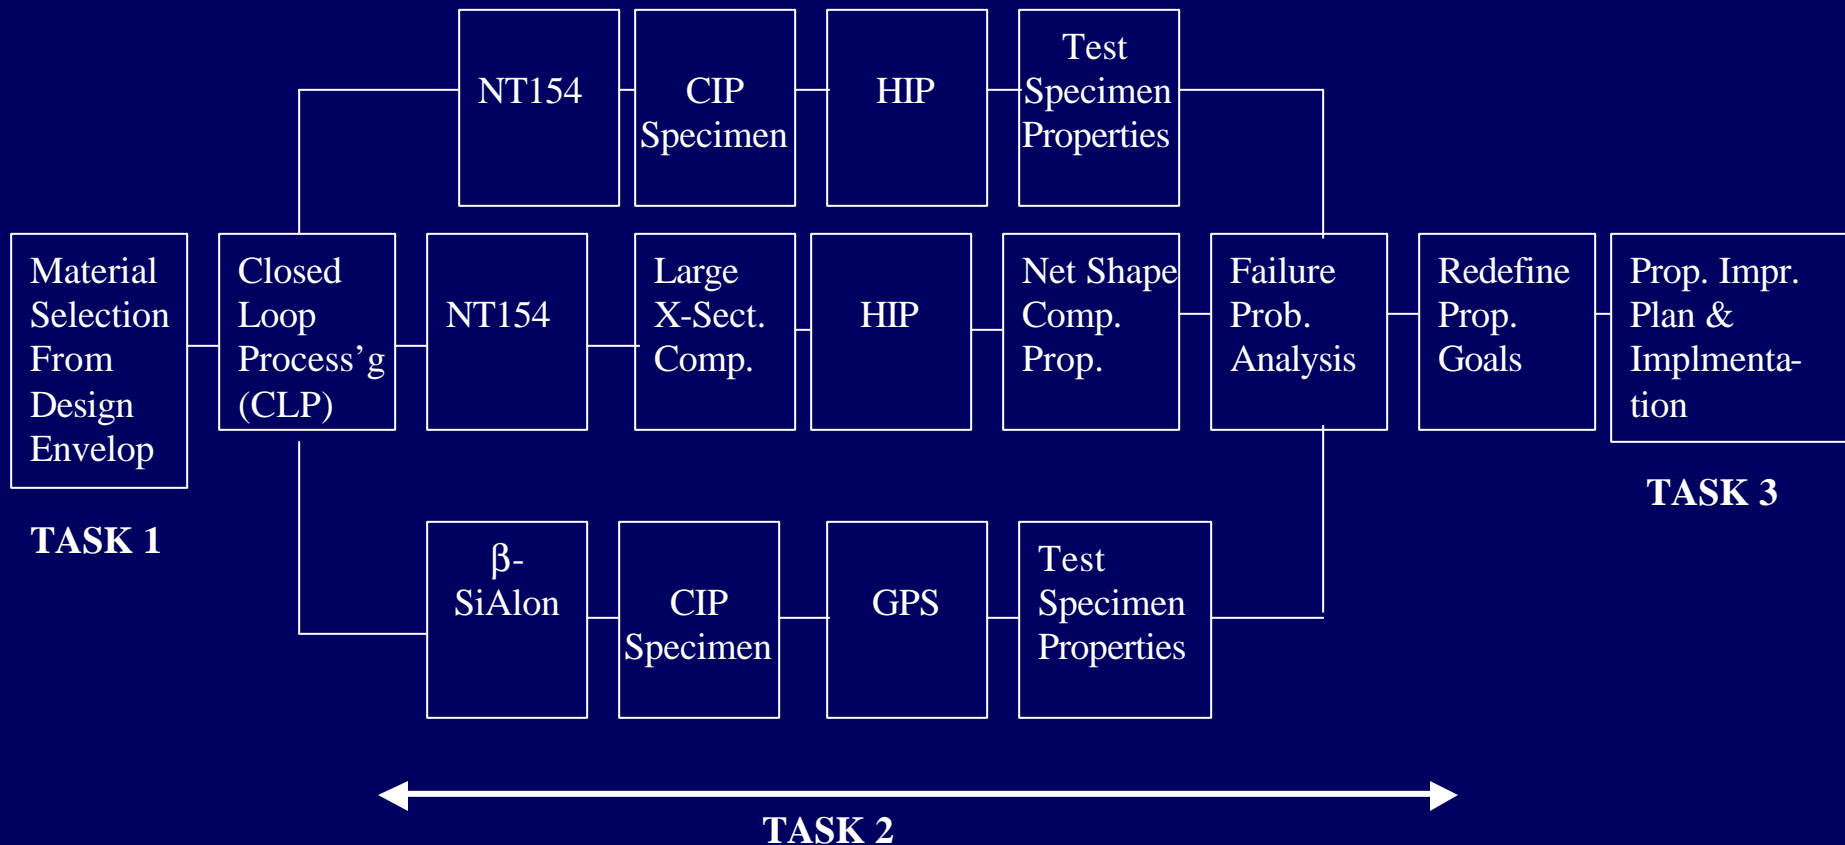 NT154
CIP
Specimen
HIP
Test
Specimen
Properties
Material
Selection
From
Design
Envelop
TASK 1
Closed
Loop
Process’g
(CLP)
NT154
Large
X-Sect.
Comp.
HIP
Net Shape
Comp.
Prop.
Failure
Prob.
Analysis
Redefine
Prop.
Goals
Prop. Impr.
Plan &
Implmenta-
tion
TASK 3
β-
SiAlon
CIP
Specimen
GPS
Test
Specimen
Properties
TASK 2